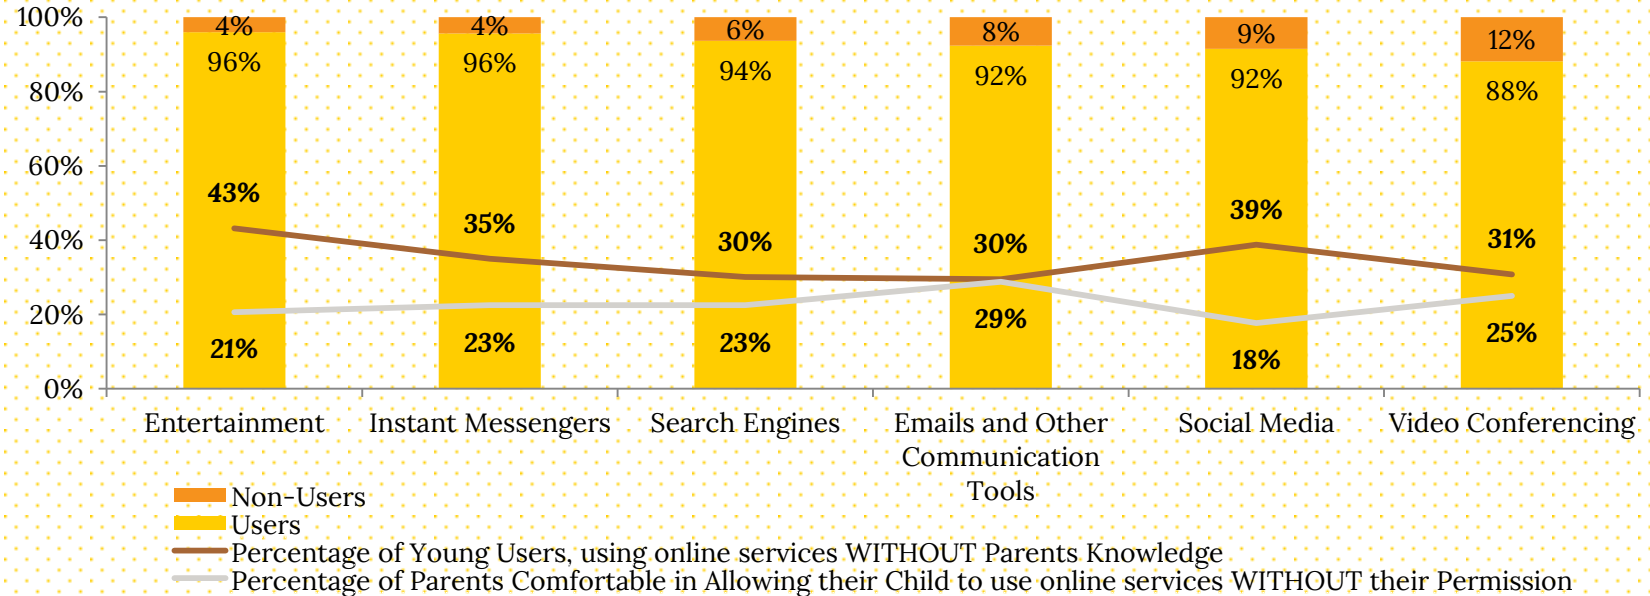 100%
80%
60%
40%
20%
0%
4% 4% 6% 8% 9% 12%
96% 96% 94% 92% 92% 88%
43% 35% 30% 30% 39% 31%
21% 23% 23% 29% 18% 25%
Entertainment Instant Messengers Search Engines Emails and Other Social Media Video Conferencing
Communication
Tools
Non-Users
Users
Percentage of Young Users, using online services WITHOUT Parents Knowledge
Percentage of Parents Comfortable in Allowing their Child to use online services WITHOUT their Permission